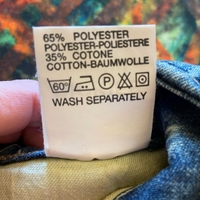 65% POLYESTER
POLYESTER-POLIESTERE
35% COTONE
COTTON-BAUMWOLLE
60° P
WASH SEPARATELY